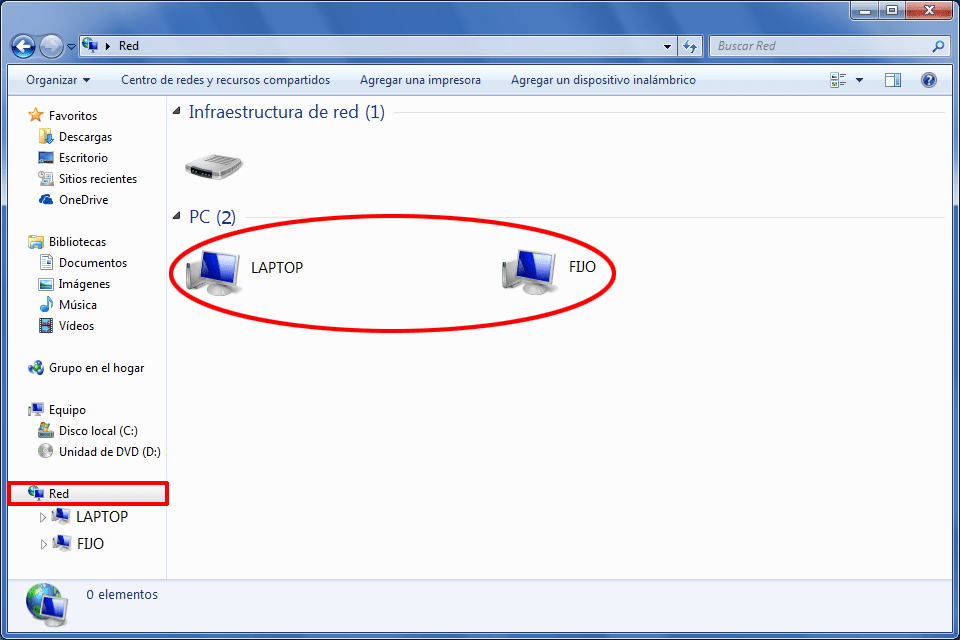 Red
Buscar Red
Organizar
Centro de redes y recursos compartidos
Agregar una impresora
Agregar un dispositivo inalámbrico
Favoritos
Descargas
Escritorio
Sitios recientes
OneDrive
Bibliotecas
Documentos
Imágenes
Música
Vídeos
Grupo en el hogar
Equipo
Disco local (C:)
Unidad de DVD (D:)
Red
LAPTOP
FIJO
Infraestructura de red (1)
PC (2)
LAPTOP
FIJO
0 elementos